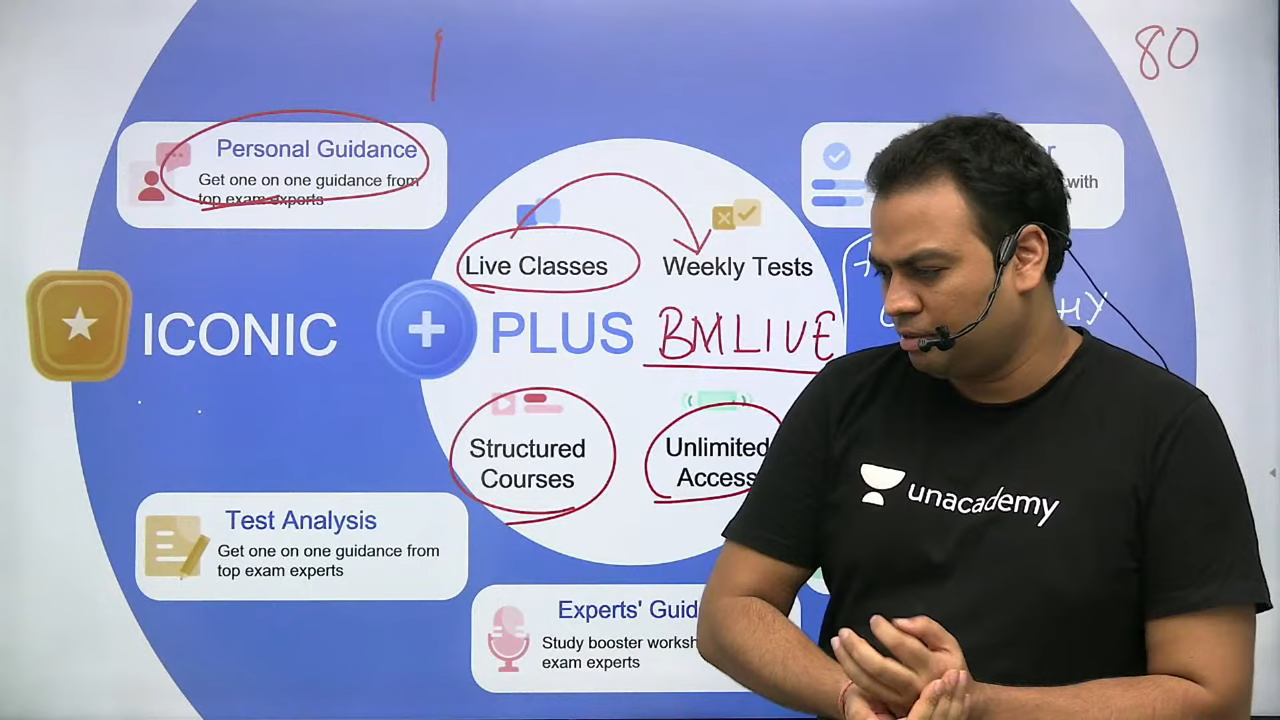 80
Personal Guidance
Get one on one guidance from
top exam experts
with
Live Classes
Weekly Tests
ICONIC
PLUS
BMLIVE
Structured
Courses
Unlimited
Access
unacademy
Test Analysis
Get one on one guidance from
top exam experts
Experts'
Study booster
exam experts